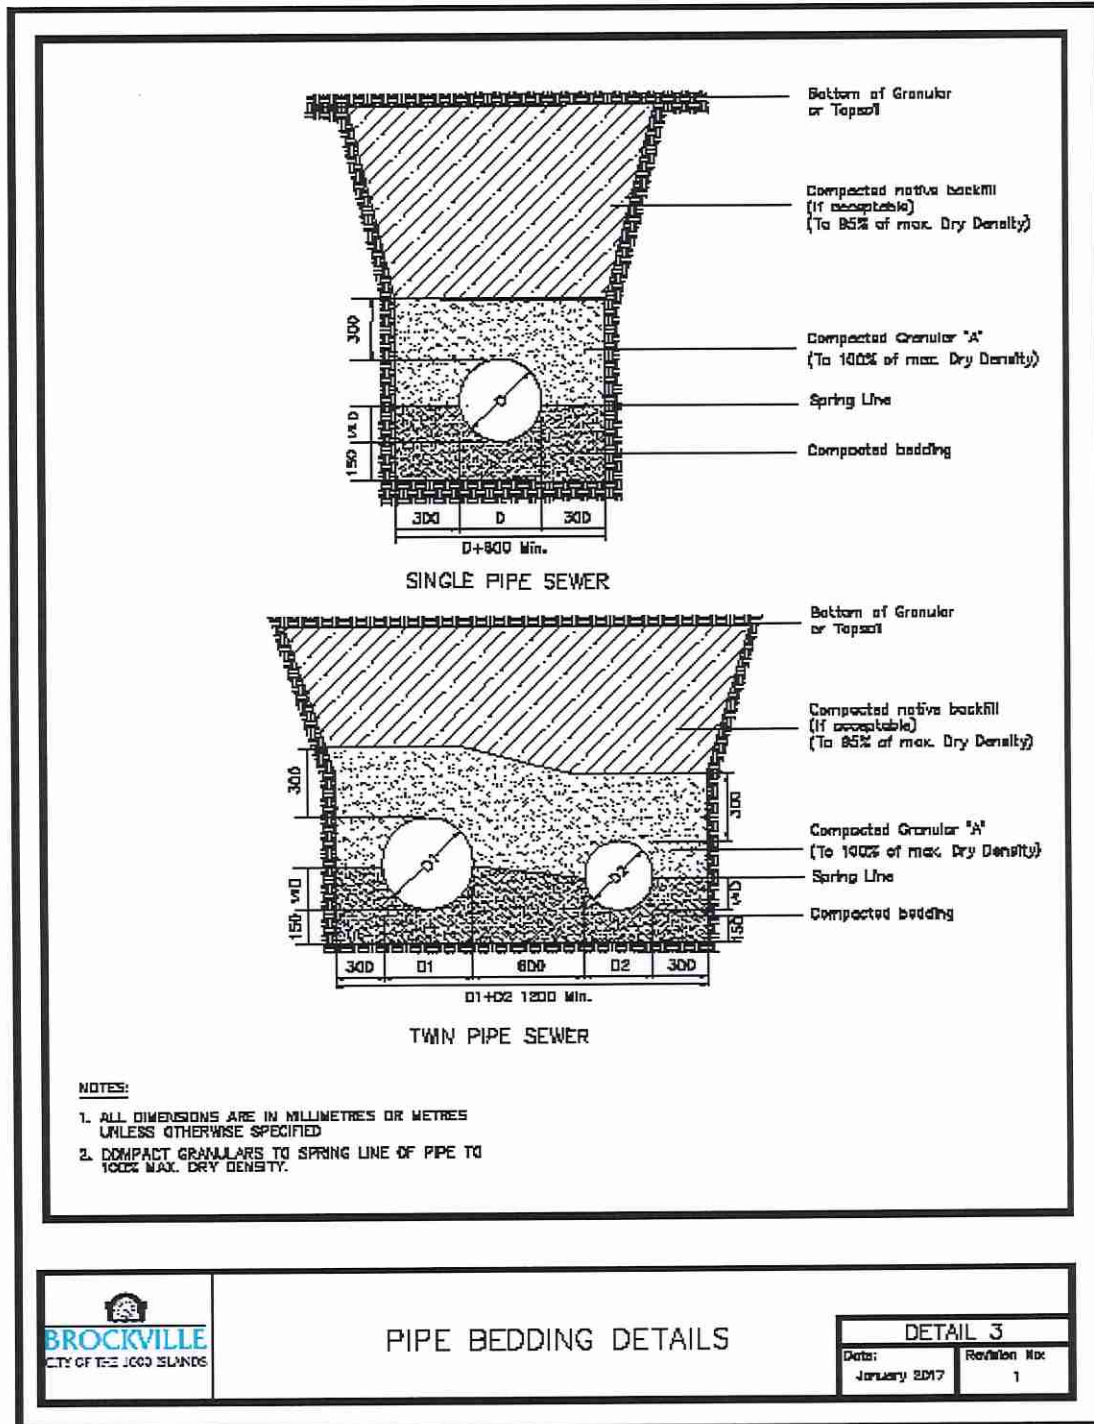 Bottom of Granular
or Topsoil
Compacted native backfill
(If acceptable)
(To 95% of max. Dry Density)
300
Compacted Granular "A"
(To 100% of max. Dry Density)
D
Spring Line
150
Compacted bedding
300 D 300
D+600 Min.
SINGLE PIPE SEWER
Bottom of Granular
or Topsoil
Compacted native backfill
(If acceptable)
(To 95% of max. Dry Density)
300
300
Compacted Granular "A"
(To 100% of max. Dry Density)
D1
D2
Spring Line
150
150
Compacted bedding
300 D1 600 D2 300
D1+D2 1200 Min.
TWIN PIPE SEWER
NOTES:
1. ALL DIMENSIONS ARE IN MILLIMETRES OR METRES
UNLESS OTHERWISE SPECIFIED
2. COMPACT GRANULARS TO SPRING LINE OF PIPE TO
100% MAX. DRY DENSITY.
BROCKVILLE
CITY OF THE 1000 ISLANDS
PIPE BEDDING DETAILS
DETAIL 3
Date:
January 2017
Revision No:
1